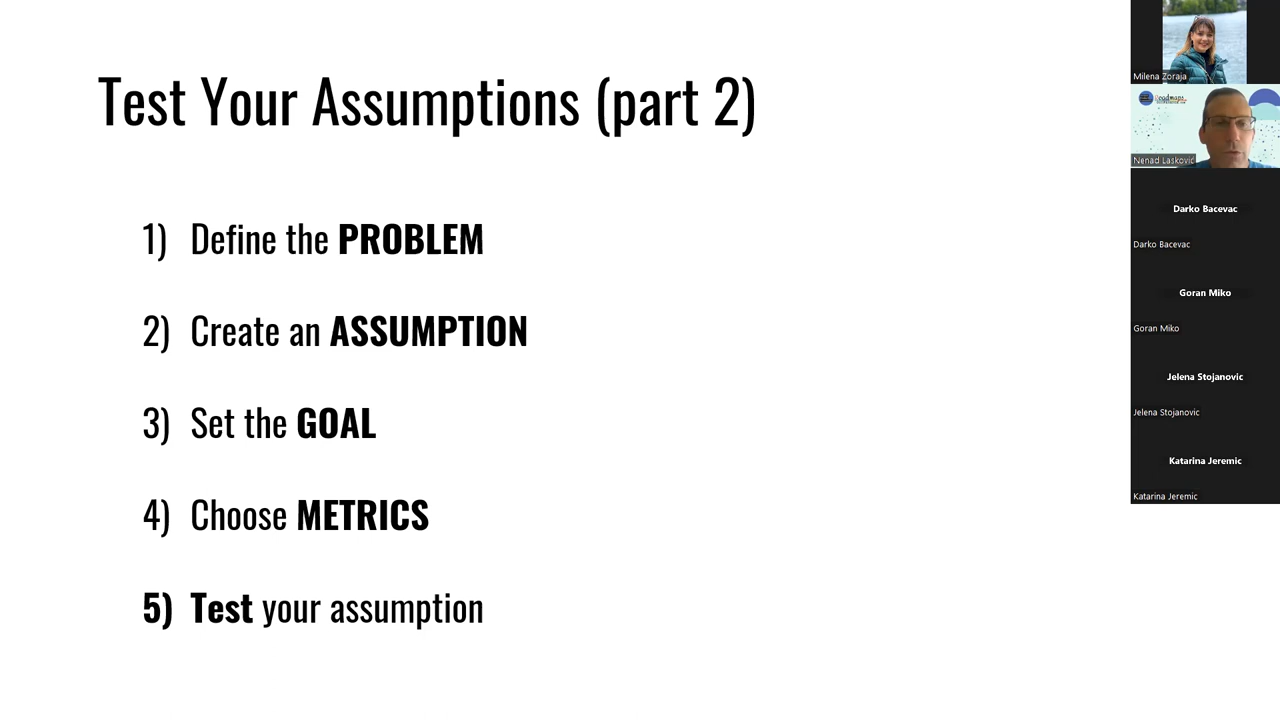 Test Your Assumptions (part 2)
1) Define the PROBLEM
2) Create an ASSUMPTION
3) Set the GOAL
4) Choose METRICS
5) Test your assumption
Milena Zoraja
Roadmaps
Nenad Lasković
Darko Bacevac
Darko Bacevac
Goran Miko
Goran Miko
Jelena Stojanovic
Jelena Stojanovic
Katarina Jeremic
Katarina Jeremic